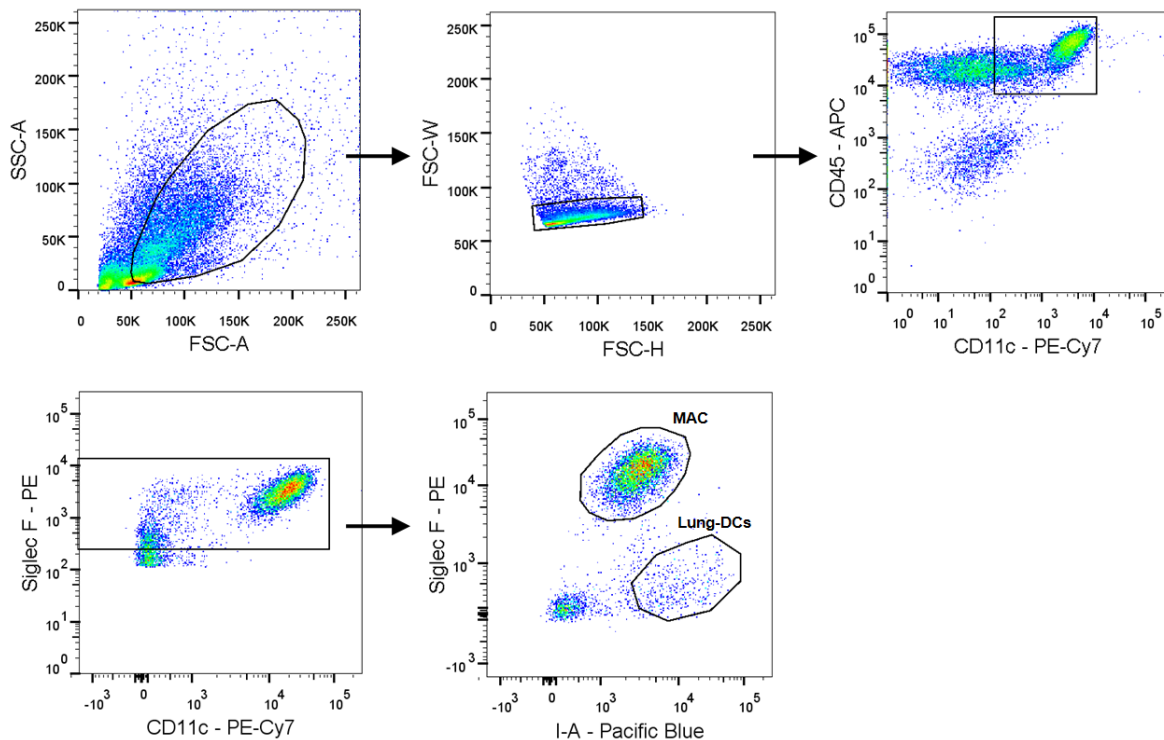 SSC-A
250K
200K
150K
100K
50K
0
0 50K 100K 150K 200K 250K
FSC-A
FSC-W
250K
200K
150K
100K
50K
0
0 50K 100K 150K 200K 250K
FSC-H
CD45 - APC
10^5
10^4
10^3
10^2
10^1
10^0
10^0 10^1 10^2 10^3 10^4 10^5
CD11c - PE-Cy7
Siglec F - PE
10^5
10^4
10^3
10^2
10^1
10^0
-10^3 0 10^3 10^4 10^5
CD11c - PE-Cy7
Siglec F - PE
10^5
10^4
10^3
-10^3
MAC
Lung-DCs
0 10^3 10^4 10^5
I-A - Pacific Blue